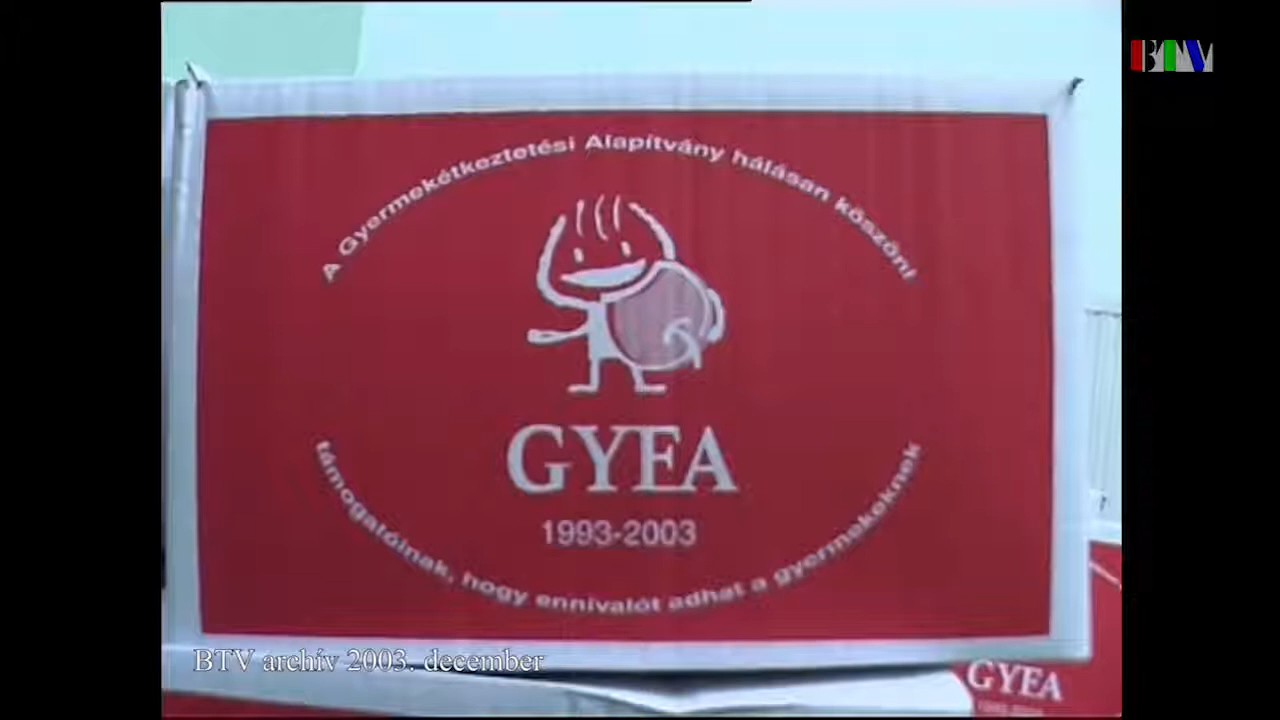 BTV
A Gyermekétkeztetési Alapítvány hálásan köszöni
GYEA
1993-2003
támogatóinak, hogy ennivalót adhat a gyermekeknek
BTV archív 2003. december
GYEA